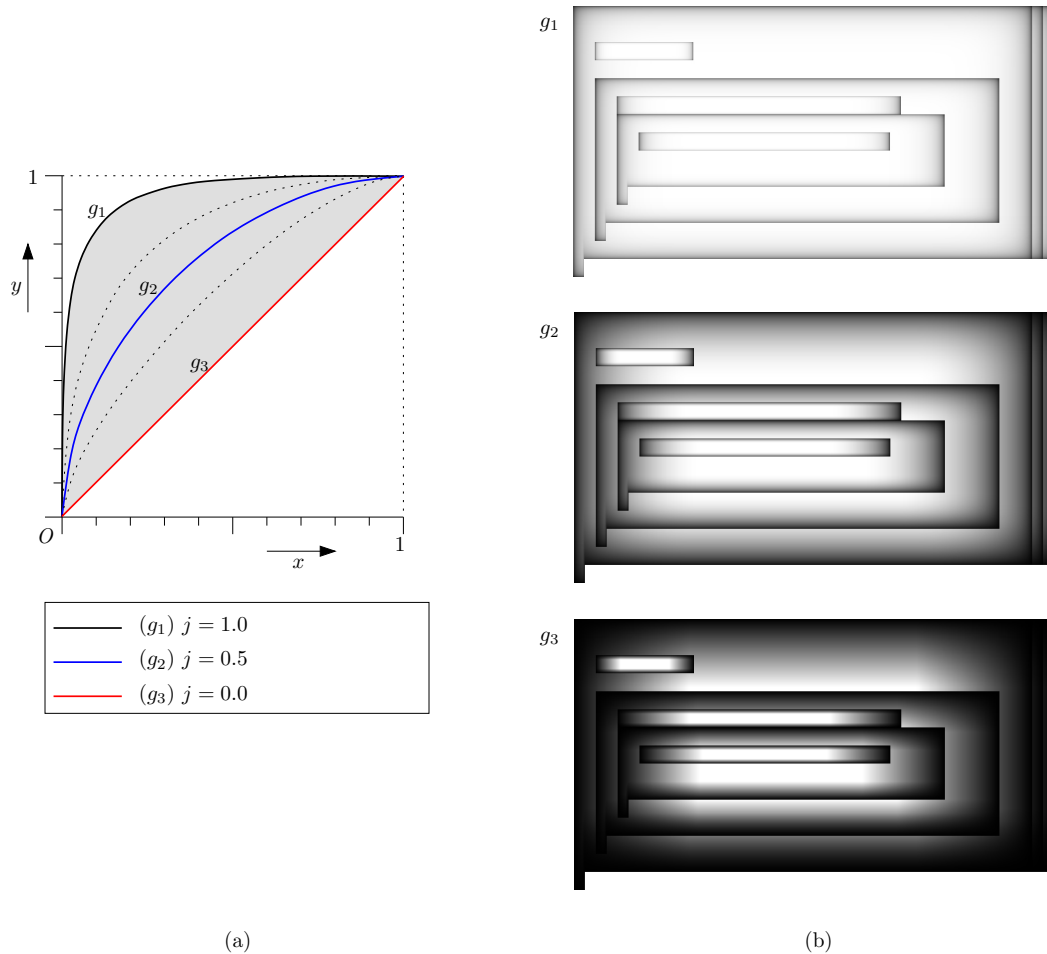 1
g1
y
g2
g3
O
x
1
(g1) j = 1.0
(g2) j = 0.5
(g3) j = 0.0
(a)
g1
g2
g3
(b)